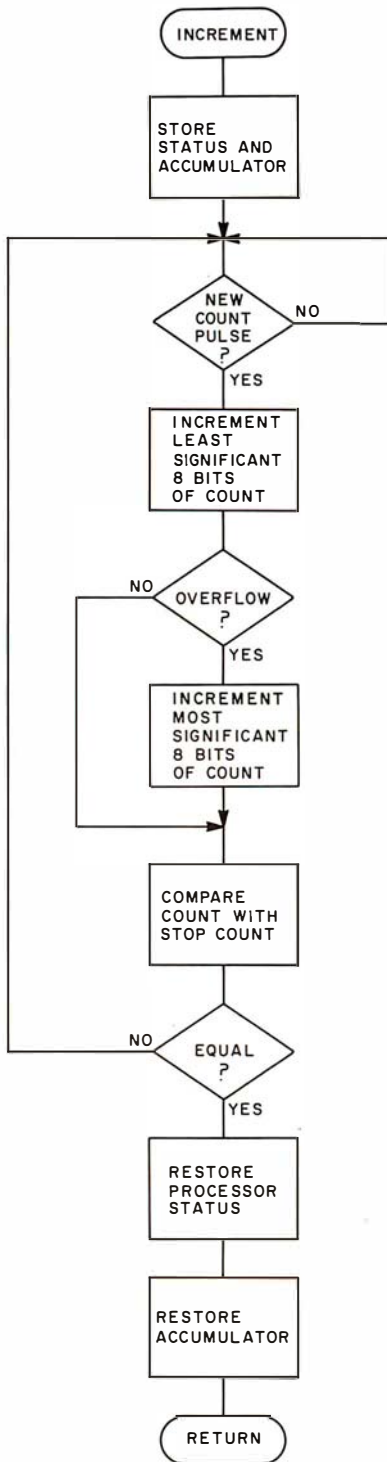 INCREMENT
STORE
STATUS AND
ACCUMULATOR
NEW
COUNT
PULSE
?
NO
YES
INCREMENT
LEAST
SIGNIFICANT
8 BITS
OF COUNT
NO
OVERFLOW
?
YES
INCREMENT
MOST
SIGNIFICANT
8 BITS
OF COUNT
COMPARE
COUNT WITH
STOP COUNT
NO
EQUAL
?
YES
RESTORE
PROCESSOR
STATUS
RESTORE
ACCUMULATOR
RETURN